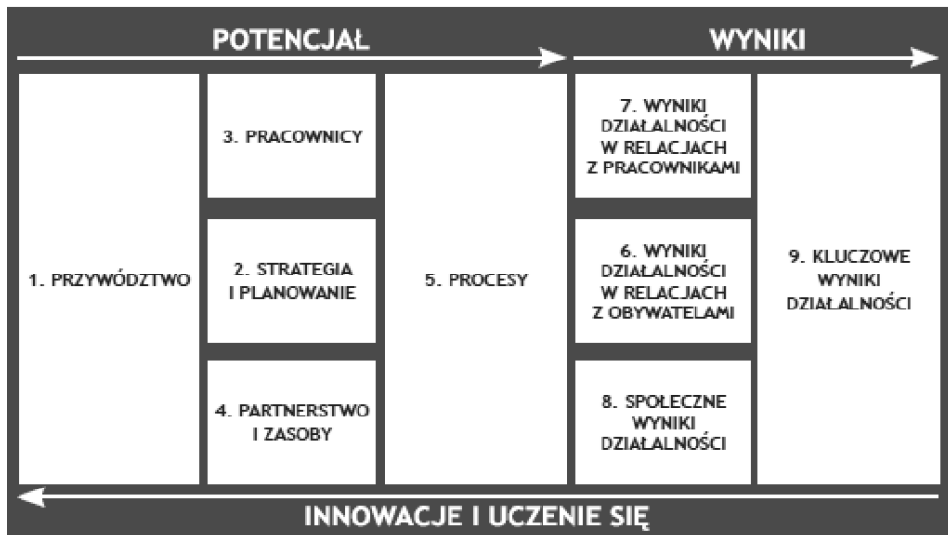 POTENCJAŁ
WYNIKI
1. PRZYWÓDZTWO
3. PRACOWNICY
2. STRATEGIA
I PLANOWANIE
4. PARTNERSTWO
I ZASOBY
5. PROCESY
7. WYNIKI
DZIAŁALNOŚCI
W RELACJACH
Z PRACOWNIKAMI
6. WYNIKI
DZIAŁALNOŚCI
W RELACJACH
Z OBYWATELAMI
8. SPOŁECZNE
WYNIKI
DZIAŁALNOŚCI
9. KLUCZOWE
WYNIKI
DZIAŁALNOŚCI
INNOWACJE I UCZENIE SIĘ